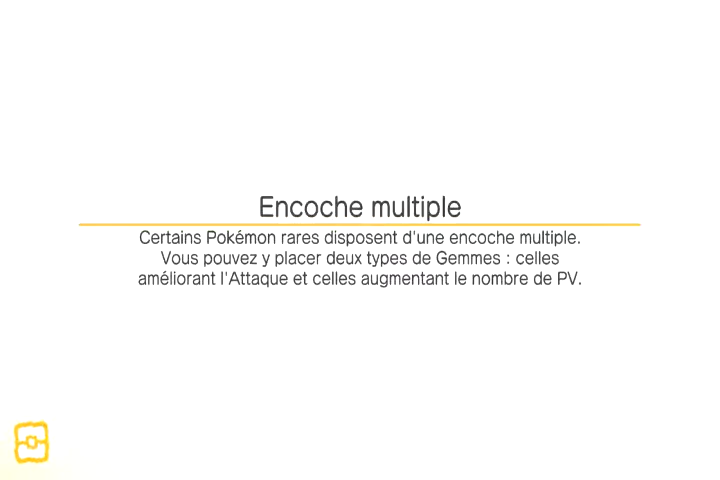 Encoche multiple
Certains Pokémon rares disposent d'une encoche multiple.
Vous pouvez y placer deux types de Gemmes : celles
améliorant l'Attaque et celles augmentant le nombre de PV.